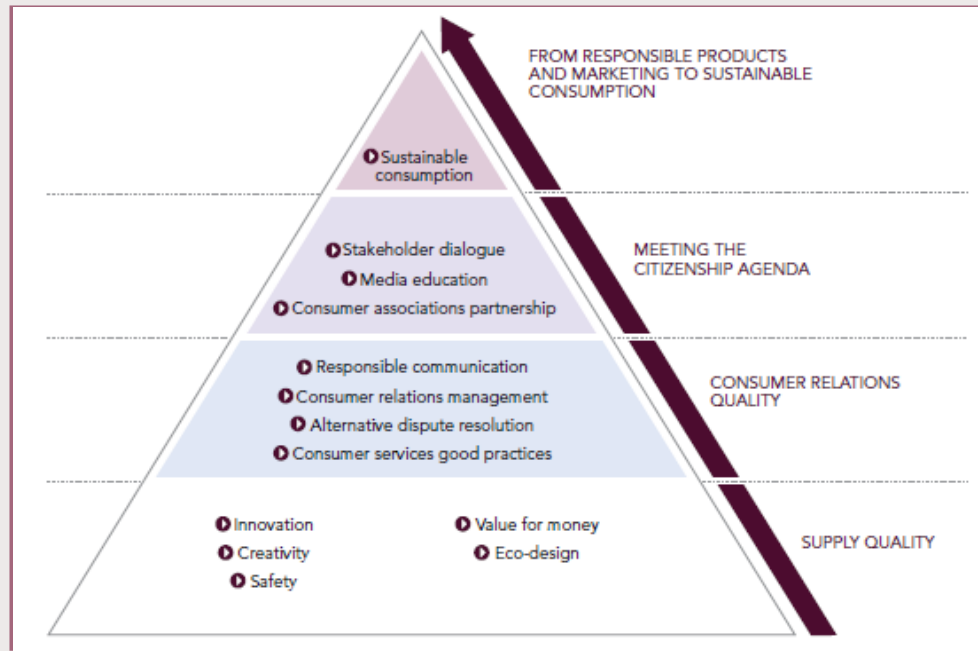 FROM RESPONSIBLE PRODUCTS
AND MARKETING TO SUSTAINABLE
CONSUMPTION
Sustainable
consumption
MEETING THE
CITIZENSHIP AGENDA
Stakeholder dialogue
Media education
Consumer associations partnership
CONSUMER RELATIONS
QUALITY
Responsible communication
Consumer relations management
Alternative dispute resolution
Consumer services good practices
SUPPLY QUALITY
Innovation
Creativity
Safety
Value for money
Eco-design